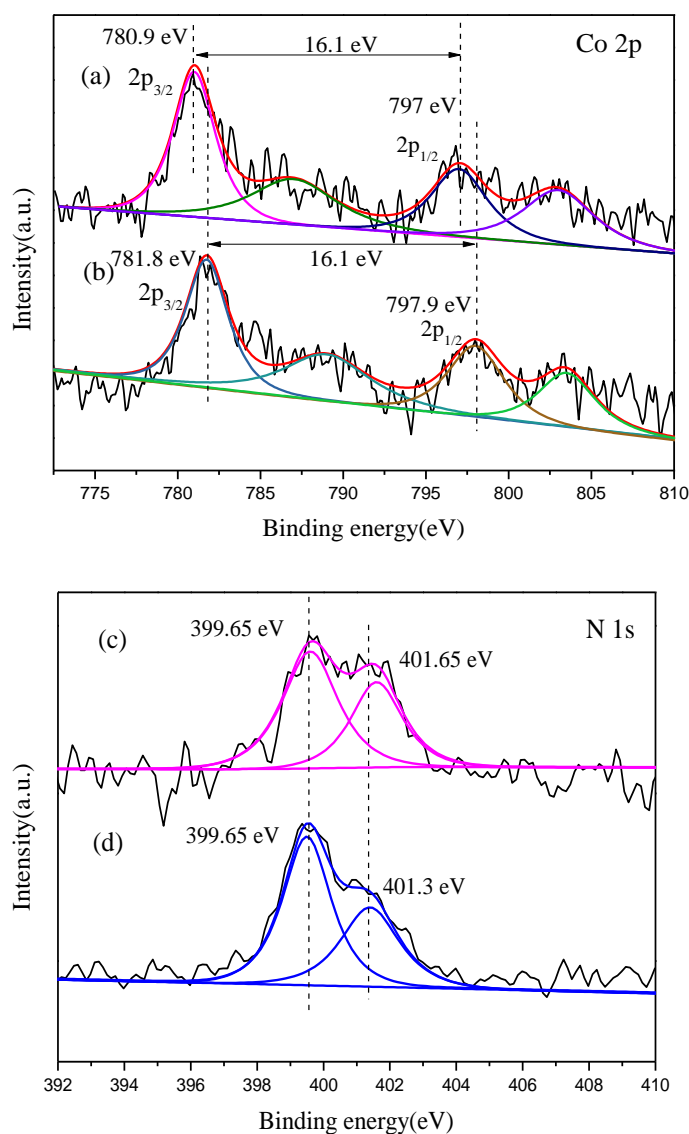 780.9 eV
16.1 eV
Co 2p
(a)
2p3/2
797 eV
2p1/2
(b)
781.8 eV
16.1 eV
2p3/2
797.9 eV
2p1/2
Intensity(a.u.)
775 780 785 790 795 800 805 810
Binding energy(eV)
N 1s
(c)
399.65 eV
401.65 eV
(d)
399.65 eV
401.3 eV
Intensity(a.u.)
392 394 396 398 400 402 404 406 408 410
Binding energy(eV)